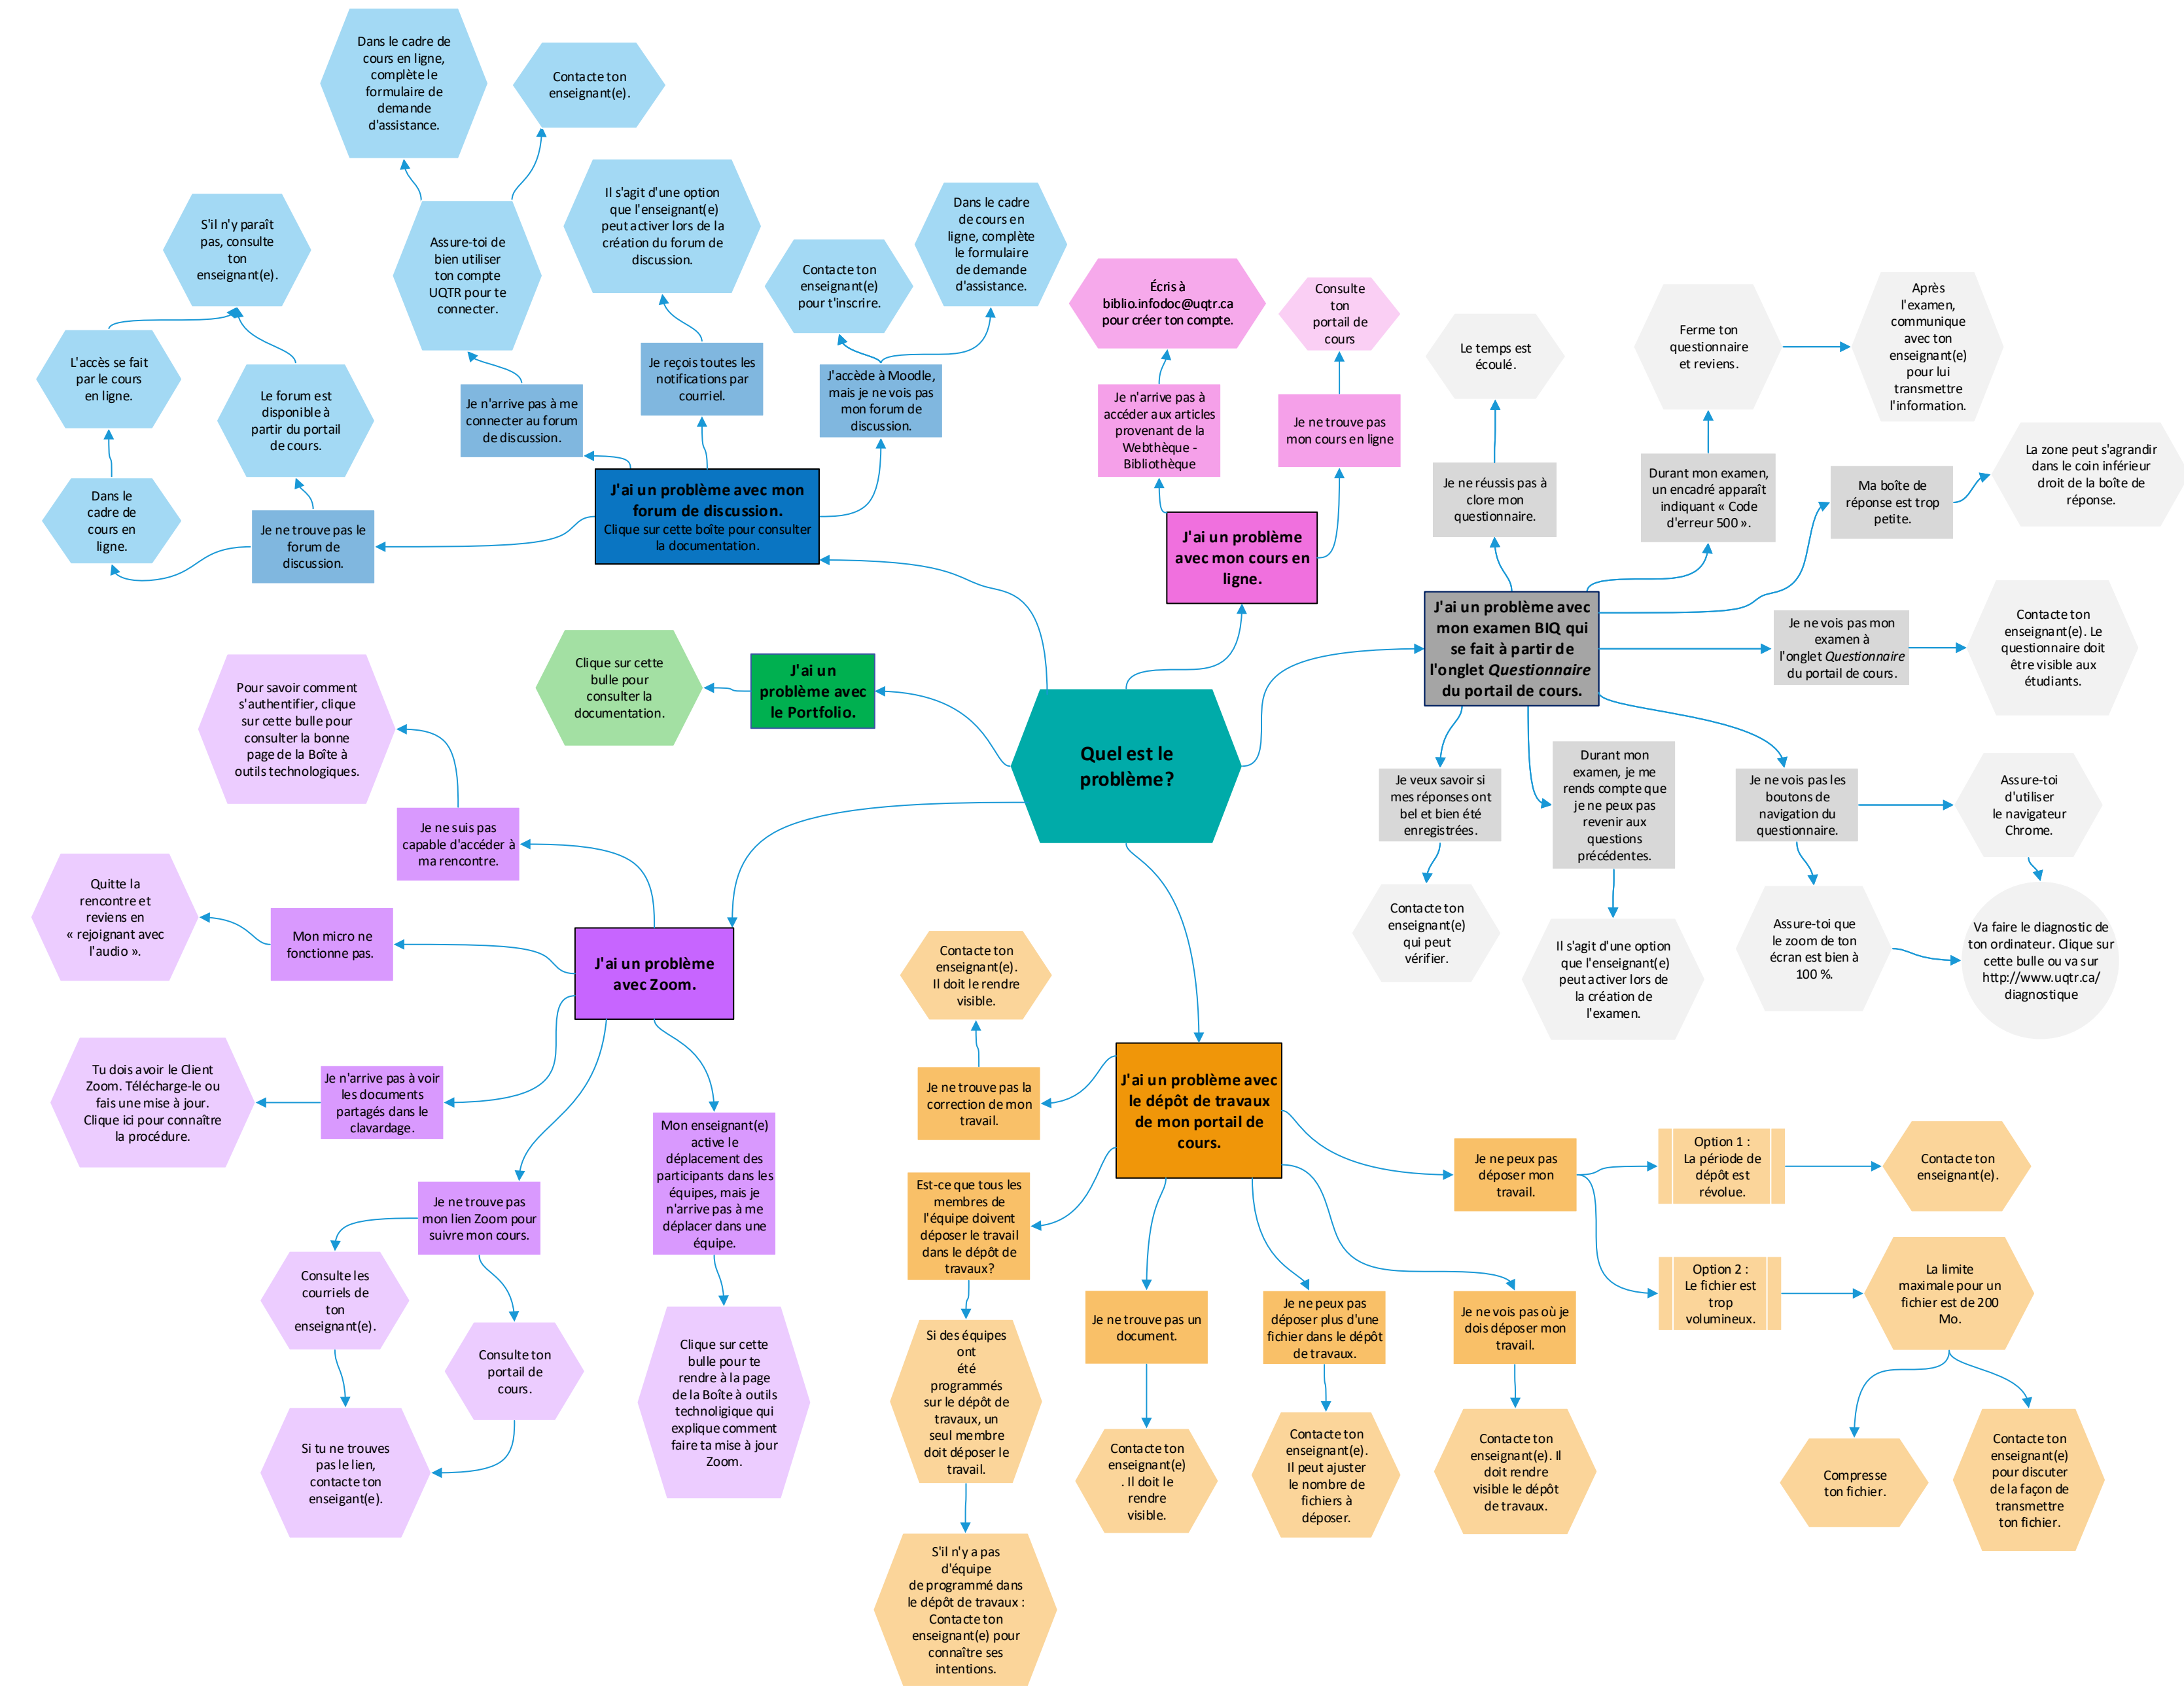 Dans le cadre de
cours en ligne,
complète le
formulaire de
demande
d'assistance.
Contacte ton
enseignant(e).
S'il n'y paraît
pas, consulte
ton
enseignant(e).
Assure-toi de
bien utiliser
ton compte
UQTR pour te
connecter.
Il s'agit d'une option
que l'enseignant(e)
peut activer lors de la
création du forum de
discussion.
Contacte ton
enseignant(e)
pour t'inscrire.
Dans le cadre
de cours en
ligne, complète
le formulaire
de demande
d'assistance.
L'accès se fait
par le cours
en ligne.
Le forum est
disponible à
partir du portail
de cours.
Je n'arrive pas à me
connecter au forum
de discussion.
Je reçois toutes les
notifications par
courriel.
J'accède à Moodle,
mais je ne vois pas
mon forum de
discussion.
Dans le
cadre de
cours en
ligne.
Je ne trouve pas le
forum de
discussion.
J'ai un problème avec mon
forum de discussion.
Clique sur cette boîte pour consulter
la documentation.
Écris à
biblio.infodoc@uqtr.ca
pour créer ton compte.
Consulte
ton
portail de
cours
Je n'arrive pas à
accéder aux articles
provenant de la
Webthèque -
Bibliothèque
Je ne trouve pas
mon cours en ligne
J'ai un problème
avec mon cours en
ligne.
Le temps est
écoulé.
Ferme ton
questionnaire
et reviens.
Après
l'examen,
communique
avec ton
enseignant(e)
pour lui
transmettre
l'information.
Je ne réussis pas à
clore mon
questionnaire.
Durant mon examen,
un encadré apparaît
indiquant « Code
d'erreur 500 ».
Ma boîte de
réponse est trop
petite.
La zone peut s'agrandir
dans le coin inférieur
droit de la boîte de
réponse.
J'ai un problème avec
mon examen BIQ qui
se fait à partir de
l'onglet Questionnaire
du portail de cours.
Je ne vois pas mon
examen à
l'onglet Questionnaire
du portail de cours.
Contacte ton
enseignant(e). Le
questionnaire doit
être visible aux
étudiants.
Je veux savoir si
mes réponses ont
bel et bien été
enregistrées.
Durant mon
examen, je me
rends compte que
je ne peux pas
revenir aux
questions
précédentes.
Je ne vois pas les
boutons de
navigation du
questionnaire.
Assure-toi
d'utiliser
le navigateur
Chrome.
Contacte ton
enseignant(e)
qui peut
vérifier.
Il s'agit d'une option
que l'enseignant(e)
peut activer lors de
la création de
l'examen.
Assure-toi que
le zoom de ton
écran est bien à
100 %.
Va faire le diagnostic de
ton ordinateur. Clique sur
cette bulle ou va sur
http://www.uqtr.ca/
diagnostique
Quel est le
problème?
Clique sur cette
bulle pour
consulter la
documentation.
J'ai un
problème avec
le Portfolio.
Pour savoir comment
s'authentifier, clique
sur cette bulle pour
consulter la bonne
page de la Boîte à
outils technologiques.
Je ne suis pas
capable d'accéder à
ma rencontre.
Quitte la
rencontre et
reviens en
« rejoignant avec
l'audio ».
Mon micro ne
fonctionne pas.
J'ai un problème
avec Zoom.
Tu dois avoir le Client
Zoom. Télécharge-le ou
fais une mise à jour.
Clique ici pour connaître
la procédure.
Je n'arrive pas à voir
les documents
partagés dans le
clavardage.
Mon enseignant(e)
active le
déplacement des
participants dans les
équipes, mais je
n'arrive pas à me
déplacer dans une
équipe.
Je ne trouve pas
mon lien Zoom pour
suivre mon cours.
Consulte les
courriels de
ton
enseignant(e).
Consulte ton
portail de
cours.
Si tu ne trouves
pas le lien,
contacte ton
enseigant(e).
Clique sur cette
bulle pour te
rendre à la page
de la Boîte à outils
technoligique qui
explique comment
faire ta mise à jour
Zoom.
Contacte ton
enseignant(e).
Il doit le rendre
visible.
Je ne trouve pas la
correction de mon
travail.
J'ai un problème avec
le dépôt de travaux
de mon portail de
cours.
Est-ce que tous les
membres de
l'équipe doivent
déposer le travail
dans le dépôt de
travaux?
Si des équipes
ont
été
programmés
sur le dépôt de
travaux, un
seul membre
doit déposer le
travail.
S'il n'y a pas
d'équipe
de programmé dans
le dépôt de travaux :
Contacte ton
enseignant(e) pour
connaître ses
intentions.
Je ne trouve pas un
document.
Contacte ton
enseignant(e)
. Il doit le
rendre
visible.
Je ne peux pas
déposer plus d'une
fichier dans le dépôt
de travaux.
Contacte ton
enseignant(e).
Il peut ajuster
le nombre de
fichiers à
déposer.
Je ne vois pas où je
dois déposer mon
travail.
Contacte ton
enseignant(e). Il
doit rendre
visible le dépôt
de travaux.
Je ne peux pas
déposer mon
travail.
Option 1 :
La période de
dépôt est
révolue.
Contacte ton
enseignant(e).
Option 2 :
Le fichier est
trop
volumineux.
La limite
maximale pour un
fichier est de 200
Mo.
Compresse
ton fichier.
Contacte ton
enseignant(e)
pour discuter
de la façon de
transmettre
ton fichier.